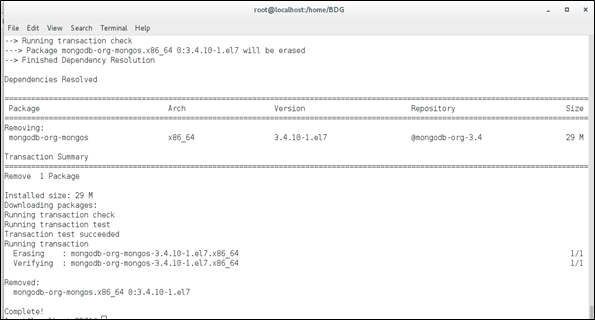 root@localhost:/home/BDG
File Edit View Search Terminal Help
--> Running transaction check
---> Package mongodb-org-mongos.x86_64 0:3.4.10-1.el7 will be erased
--> Finished Dependency Resolution
Dependencies Resolved
================================================================================
Package Arch Version Repository Size
================================================================================
Removing:
mongodb-org-mongos x86_64 3.4.10-1.el7 @mongodb-org-3.4 29 M
Transaction Summary
================================================================================
Remove 1 Package
Installed size: 29 M
Downloading packages:
Running transaction check
Running transaction test
Transaction test succeeded
Running transaction
Erasing : mongodb-org-mongos-3.4.10-1.el7.x86_64 1/1
Verifying : mongodb-org-mongos-3.4.10-1.el7.x86_64 1/1
Removed:
mongodb-org-mongos.x86_64 0:3.4.10-1.el7
Complete!